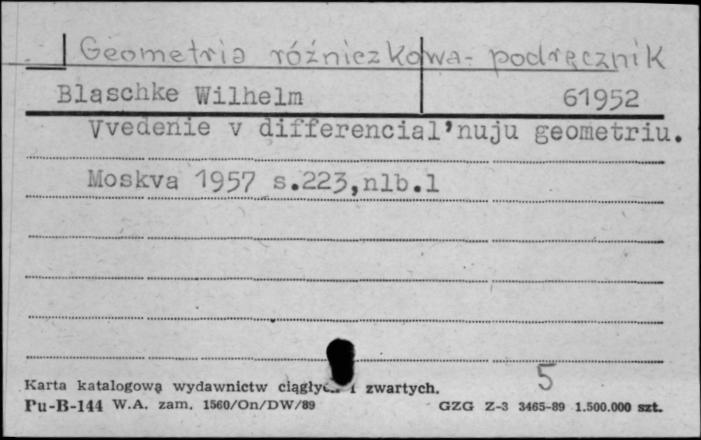 Geometria różniczkowa - podręcznik
Blaschke Wilhelm 61952
Vvedenie v differencial'nuju geometriu.
Moskva 1957 s.223,nlb.1
5
Karta katalogowa wydawnictw ciągłych i zwartych.
Pu-B-144 W.A. zam. 1560/On/DW/89 GZG Z-3 3465-89 1.500.000 szt.